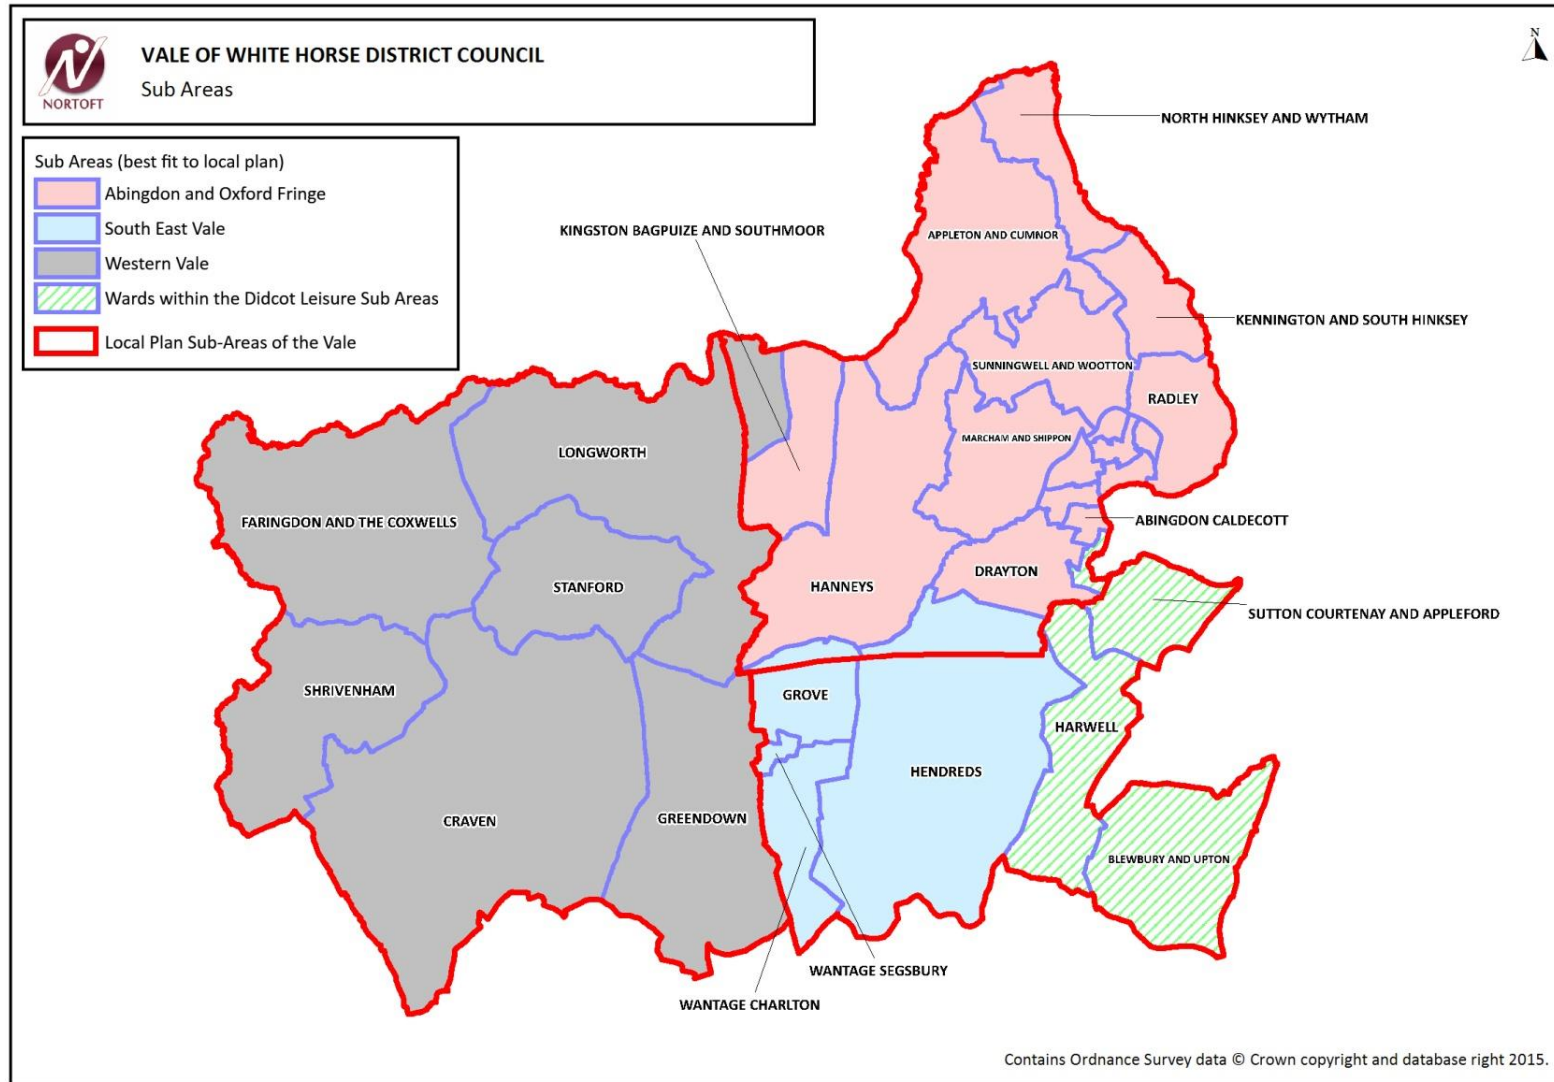 VALE OF WHITE HORSE DISTRICT COUNCIL
Sub Areas
NORTOFT
N
Sub Areas (best fit to local plan)
Abingdon and Oxford Fringe
South East Vale
Western Vale
Wards within the Didcot Leisure Sub Areas
Local Plan Sub-Areas of the Vale
NORTH HINKSEY AND WYTHAM
KINGSTON BAGPUIZE AND SOUTHMOOR
APPLETON AND CUMNOR
KENNINGTON AND SOUTH HINKSEY
SUNNINGWELL AND WOOTTON
RADLEY
MARCHAM AND SHIPPON
LONGWORTH
FARINGDON AND THE COXWELLS
ABINGDON CALDECOTT
DRAYTON
STANFORD
HANNEYS
SUTTON COURTENAY AND APPLEFORD
SHRIVENHAM
GROVE
HARWELL
HENDREDS
CRAVEN
GREENDOWN
BLEWBURY AND UPTON
WANTAGE SEGSBURY
WANTAGE CHARLTON
Contains Ordnance Survey data © Crown copyright and database right 2015.